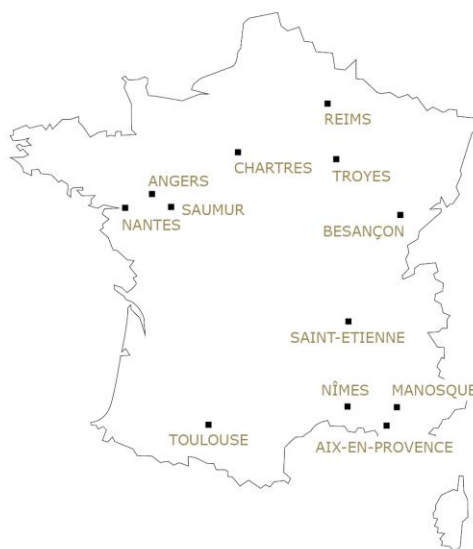 REIMS
CHARTRES
TROYES
ANGERS
SAUMUR
NANTES
BESANÇON
SAINT-ETIENNE
NÎMES
MANOSQUE
TOULOUSE
AIX-EN-PROVENCE